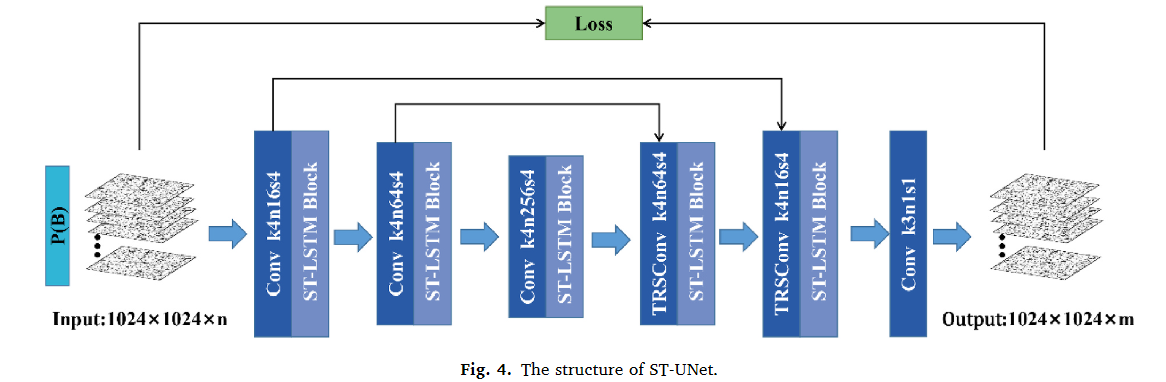 Loss
P(B)
Conv k4n16s4
ST-LSTM Block
Conv k4n64s4
ST-LSTM Block
Conv k4n256s4
ST-LSTM Block
TRSConv k4n64s4
ST-LSTM Block
TRSConv k4n16s4
ST-LSTM Block
Conv k3n1s1
Input:1024×1024×n
Output:1024×1024×m
Fig. 4. The structure of ST-UNet.